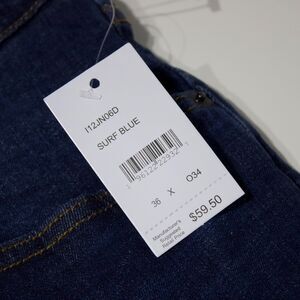 I12JN06D
SURF BLUE
36 X O34
Manufacturer's
Suggested
Retail Price
$59.50